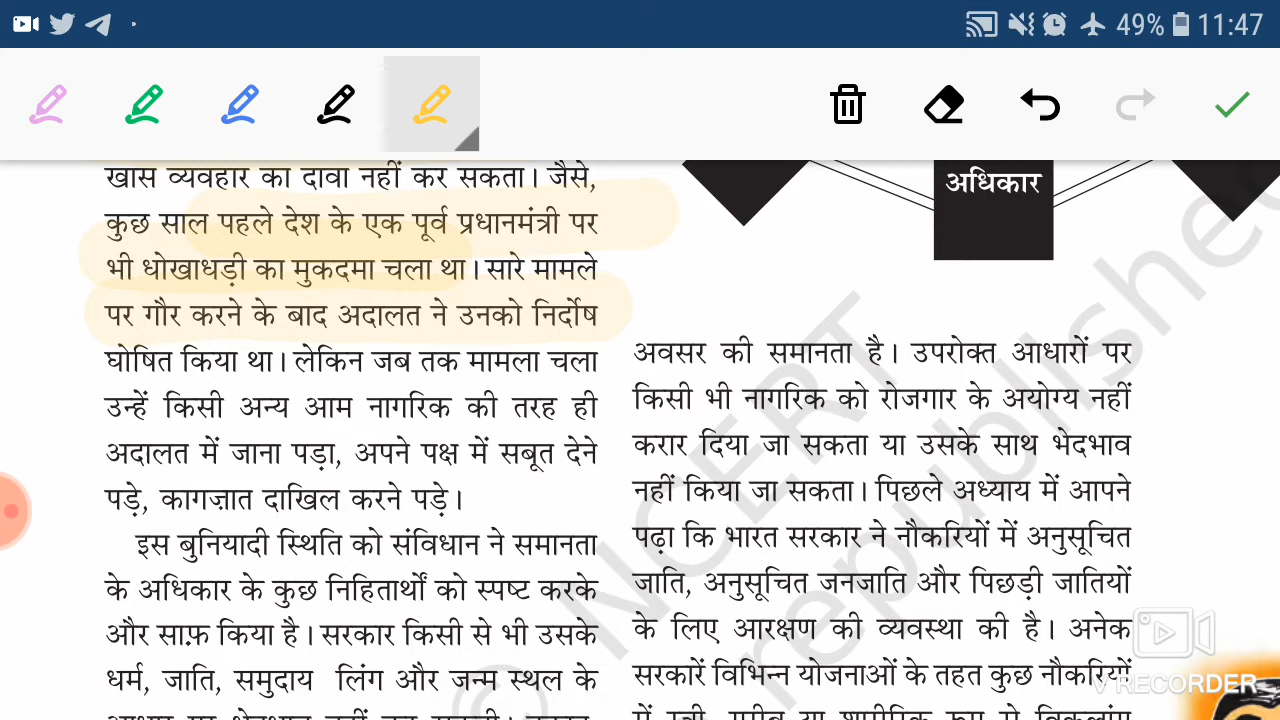 49% 11:47
खास व्यवहार का दावा नहीं कर सकता। जैसे,
कुछ साल पहले देश के एक पूर्व प्रधानमंत्री पर
भी धोखाधड़ी का मुकदमा चला था। सारे मामले
पर गौर करने के बाद अदालत ने उनको निर्दोष
घोषित किया था। लेकिन जब तक मामला चला
उन्हें किसी अन्य आम नागरिक की तरह ही
अदालत में जाना पड़ा, अपने पक्ष में सबूत देने
पड़े, कागज़ात दाखिल करने पड़े।
इस बुनियादी स्थिति को संविधान ने समानता
के अधिकार के कुछ निहितार्थों को स्पष्ट करके
और साफ़ किया है। सरकार किसी से भी उसके
धर्म, जाति, समुदाय लिंग और जन्म स्थल के
अधिकार
अवसर की समानता है। उपरोक्त आधारों पर
किसी भी नागरिक को रोजगार के अयोग्य नहीं
करार दिया जा सकता या उसके साथ भेदभाव
नहीं किया जा सकता। पिछले अध्याय में आपने
पढ़ा कि भारत सरकार ने नौकरियों में अनुसूचित
जाति, अनुसूचित जनजाति और पिछड़ी जातियों
के लिए आरक्षण की व्यवस्था की है। अनेक
सरकारें विभिन्न योजनाओं के तहत कुछ नौकरियों
में स्त्री, गरीब या शारीरिक रूप से विकलांग
© NCERT
republished
V RECORDER